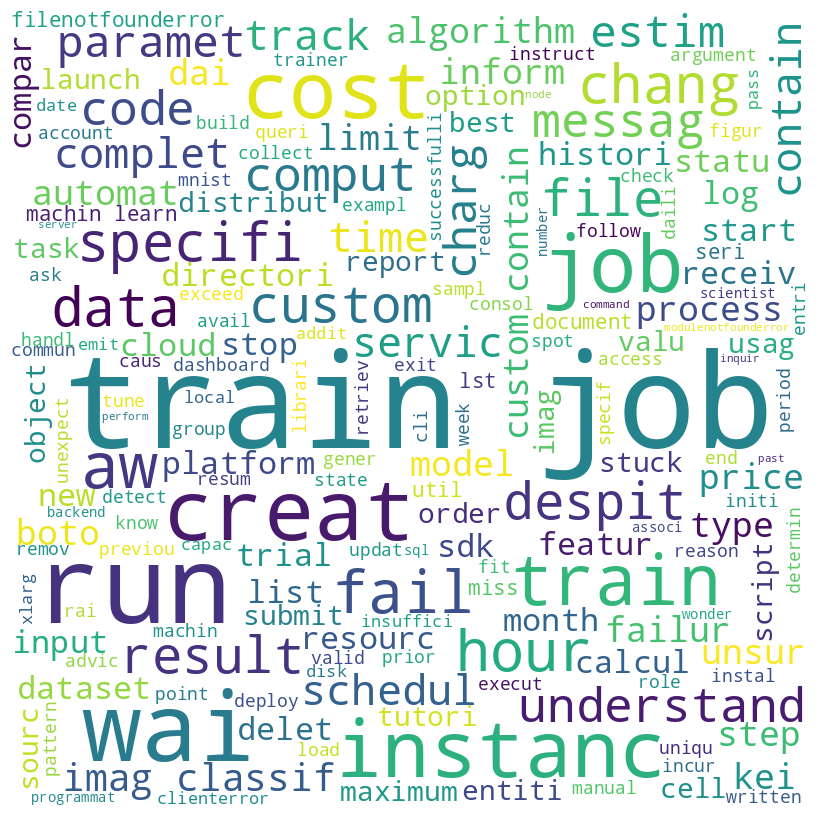 filenotfounderror
paramet
track
algorithm
estim
compar
launch
dai
trainer
inform
instruct
argument
contain
date
code
cost
option
node
chang
pass
account
build
queri
limit
best
messag
figur
complet
collect
comput
charg
histori
statu
mnist
automat
distribut
exampl
successfulli
reduc
custom contain
file
check
daili
log
machin learn
server
specifi
time
number
follow
start
task
directori
report
job
seri
receiv
ask
exceed
sampl
consol
scientist
entri
data
custom
process
handl
emit
avail
addit
document
command
modulenotfounderror
commun
cloud
stop
servic
spot
valu
usag
caus
dashboard
exit
imag
access
inquir
object
unexpect
tune
local
librari
retriev
cli
week
lst
specif
period
perform
group
train
job
aw
platform
gener
state
model
stuck
end
past
price
new
detect
resum
creat
util
order
despit
initi
backend
know
associ
boto
sdk
featur
type
determin
remov
previou
capac
trial
updat
sql
reason
script
xlarg
rai
run
list
fail
fit
miss
train
submit
insuffici
month
wonder
input
machin
result
resourc
hour
failur
unsur
advic
valid
prior
calcul
dataset
point
disk
schedul
execut
role
instal
sourc
pattern
deploy
understand
wai
delet
tutori
step
load
instanc
uniqu
imag classif
incur
kei
programmat
clienterror
maximum
entiti
manual
cell
written